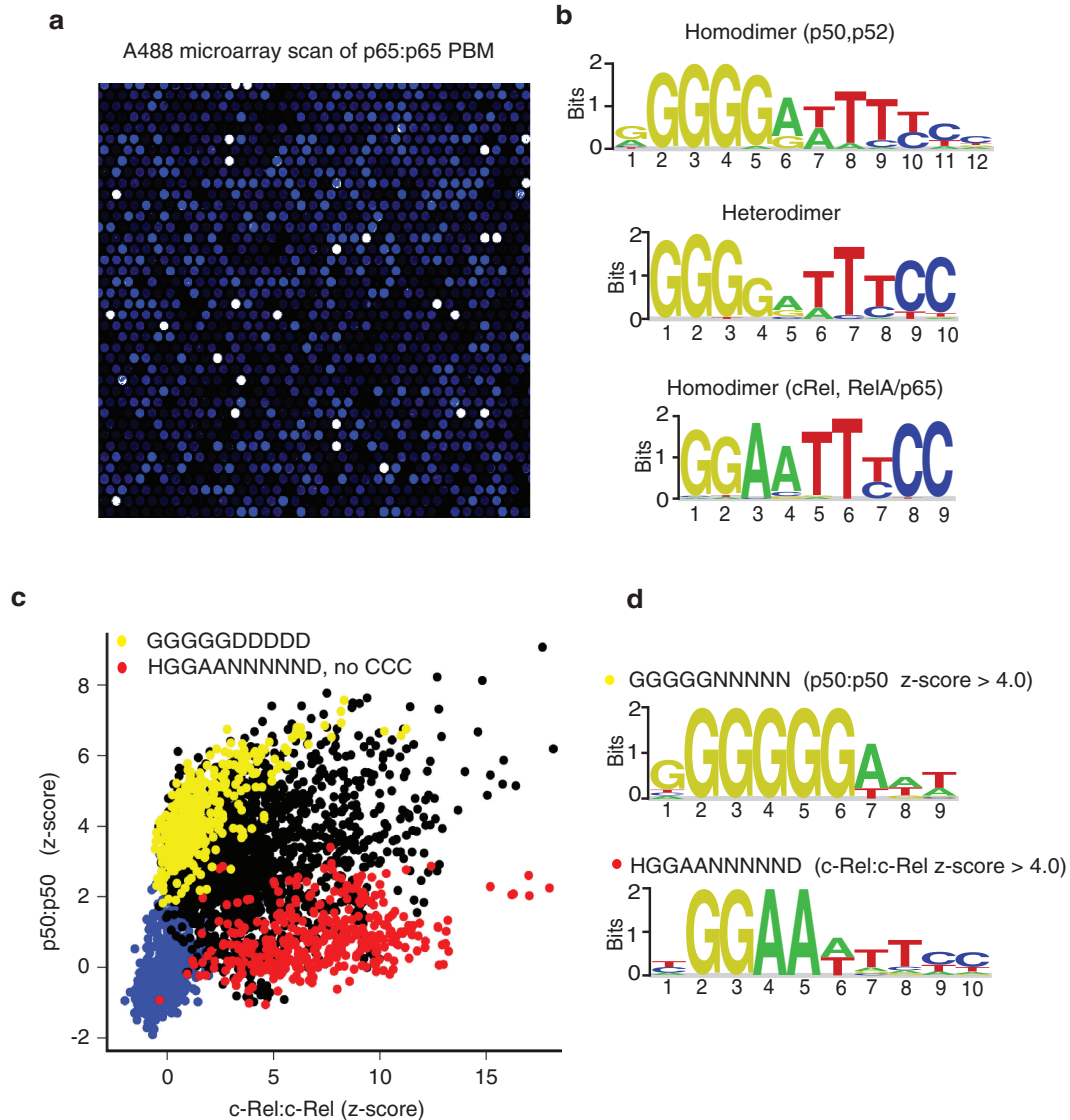 a
A488 microarray scan of p65:p65 PBM
b
Homodimer (p50,p52)
2
1
0
Bits
1 2 3 4 5 6 7 8 9 10 11 12
Heterodimer
2
1
0
Bits
1 2 3 4 5 6 7 8 9 10
Homodimer (cRel, RelA/p65)
2
1
0
Bits
GGAATTTCC
1 2 3 4 5 6 7 8 9
c
GGGGGDDDDD
HGGAANNNNND, no CCC
8
6
4
2
0
-2
p50:p50 (z-score)
0 5 10 15
c-Rel:c-Rel (z-score)
d
GGGGGNNNNN (p50:p50 z-score > 4.0)
2
1
0
Bits
1 2 3 4 5 6 7 8 9
HGGAANNNNND (c-Rel:c-Rel z-score > 4.0)
2
1
0
Bits
1 2 3 4 5 6 7 8 9 10